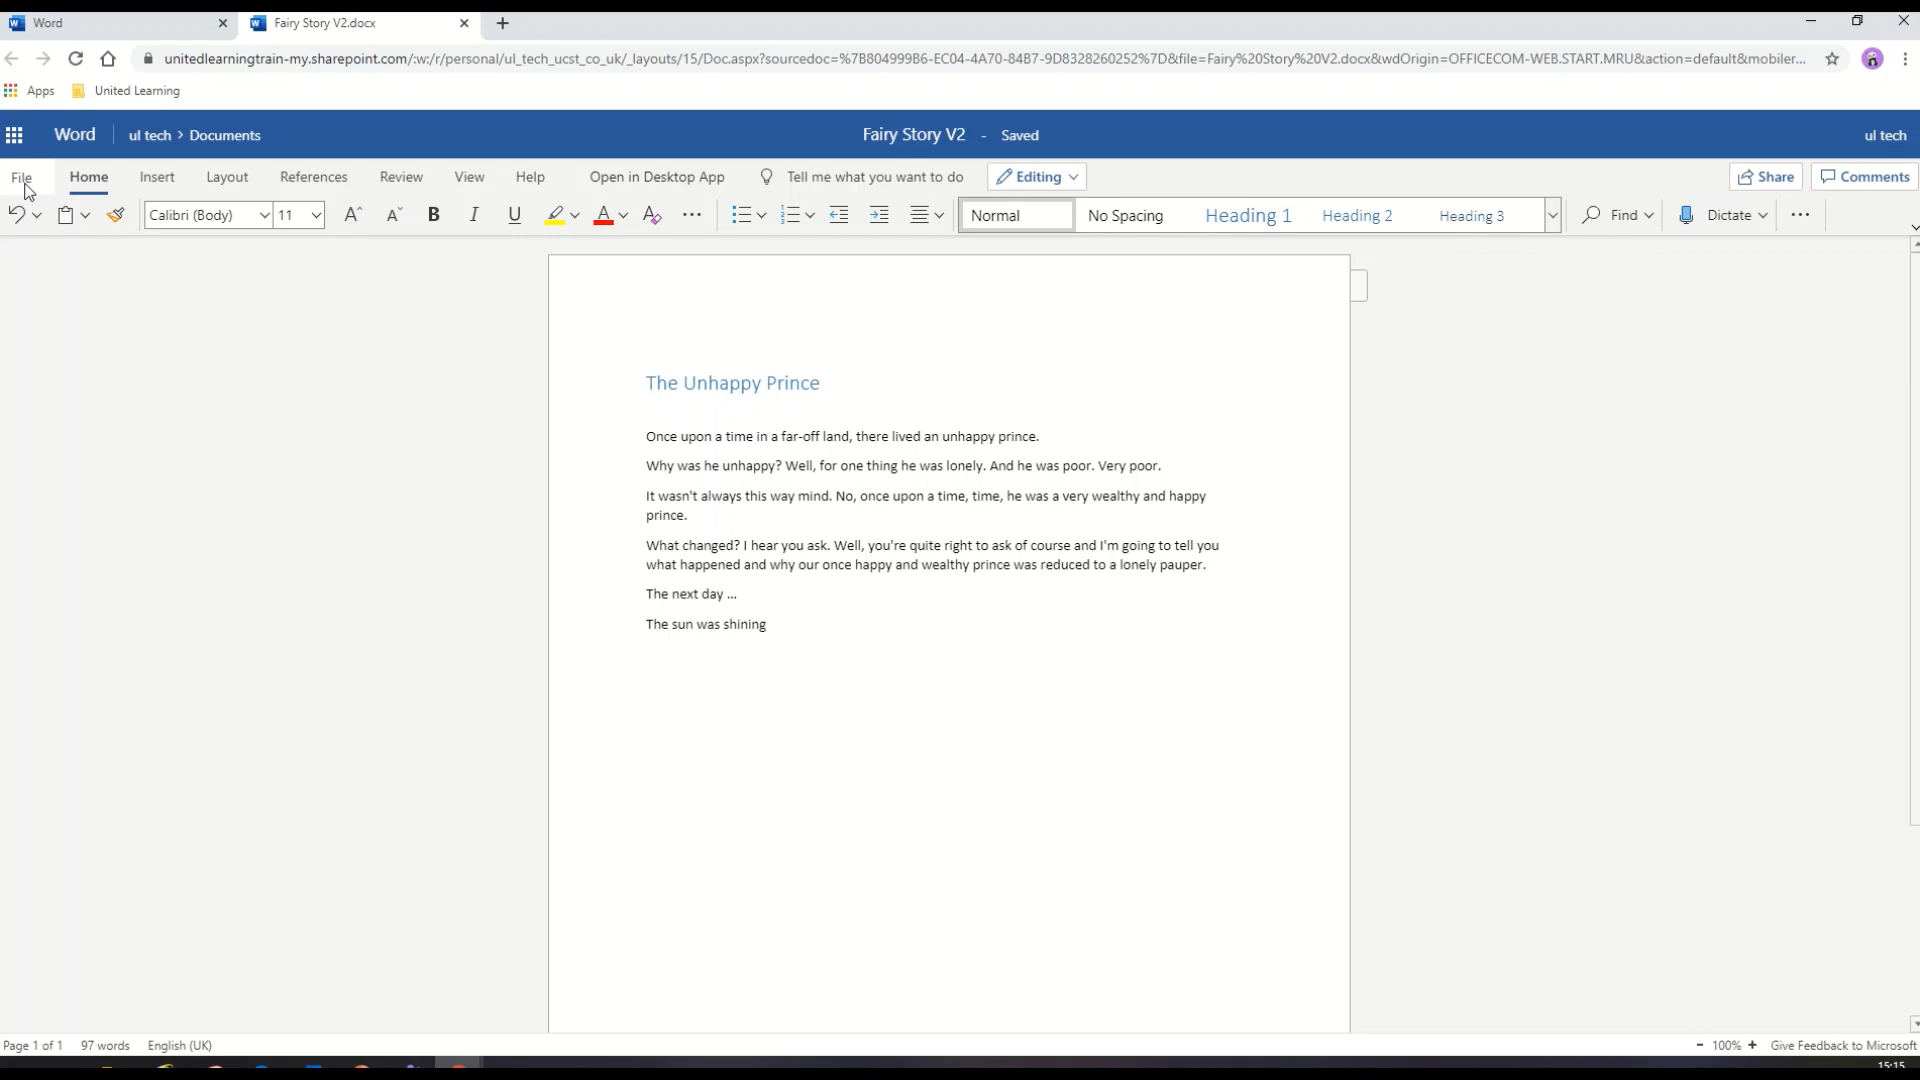 Word
Fairy Story V2.docx
unitedlearningtrain-my.sharepoint.com/:w:/r/personal/ul_tech_ucst_co_uk/_layouts/15/Doc.aspx?sourcedoc=%7B804999B6-EC04-4A70-84B7-9D8328260252%7D&file=Fairy%20Story%20V2.docx&wdOrigin=OFFICECOM-WEB.START.MRU&action=default&mobiler...
Apps United Learning
Word ul tech > Documents Fairy Story V2 - Saved ul tech
File Home Insert Layout References Review View Help Open in Desktop App Tell me what you want to do Editing Share Comments
Calibri (Body) 11 A A B I U A A Normal No Spacing Heading 1 Heading 2 Heading 3 Find Dictate
The Unhappy Prince
Once upon a time in a far-off land, there lived an unhappy prince.
Why was he unhappy? Well, for one thing he was lonely. And he was poor. Very poor.
It wasn't always this way mind. No, once upon a time, time, he was a very wealthy and happy
prince.
What changed? I hear you ask. Well, you're quite right to ask of course and I'm going to tell you
what happened and why our once happy and wealthy prince was reduced to a lonely pauper.
The next day ...
The sun was shining
Page 1 of 1 97 words English (UK) - 100% + Give Feedback to Microsoft
15:15